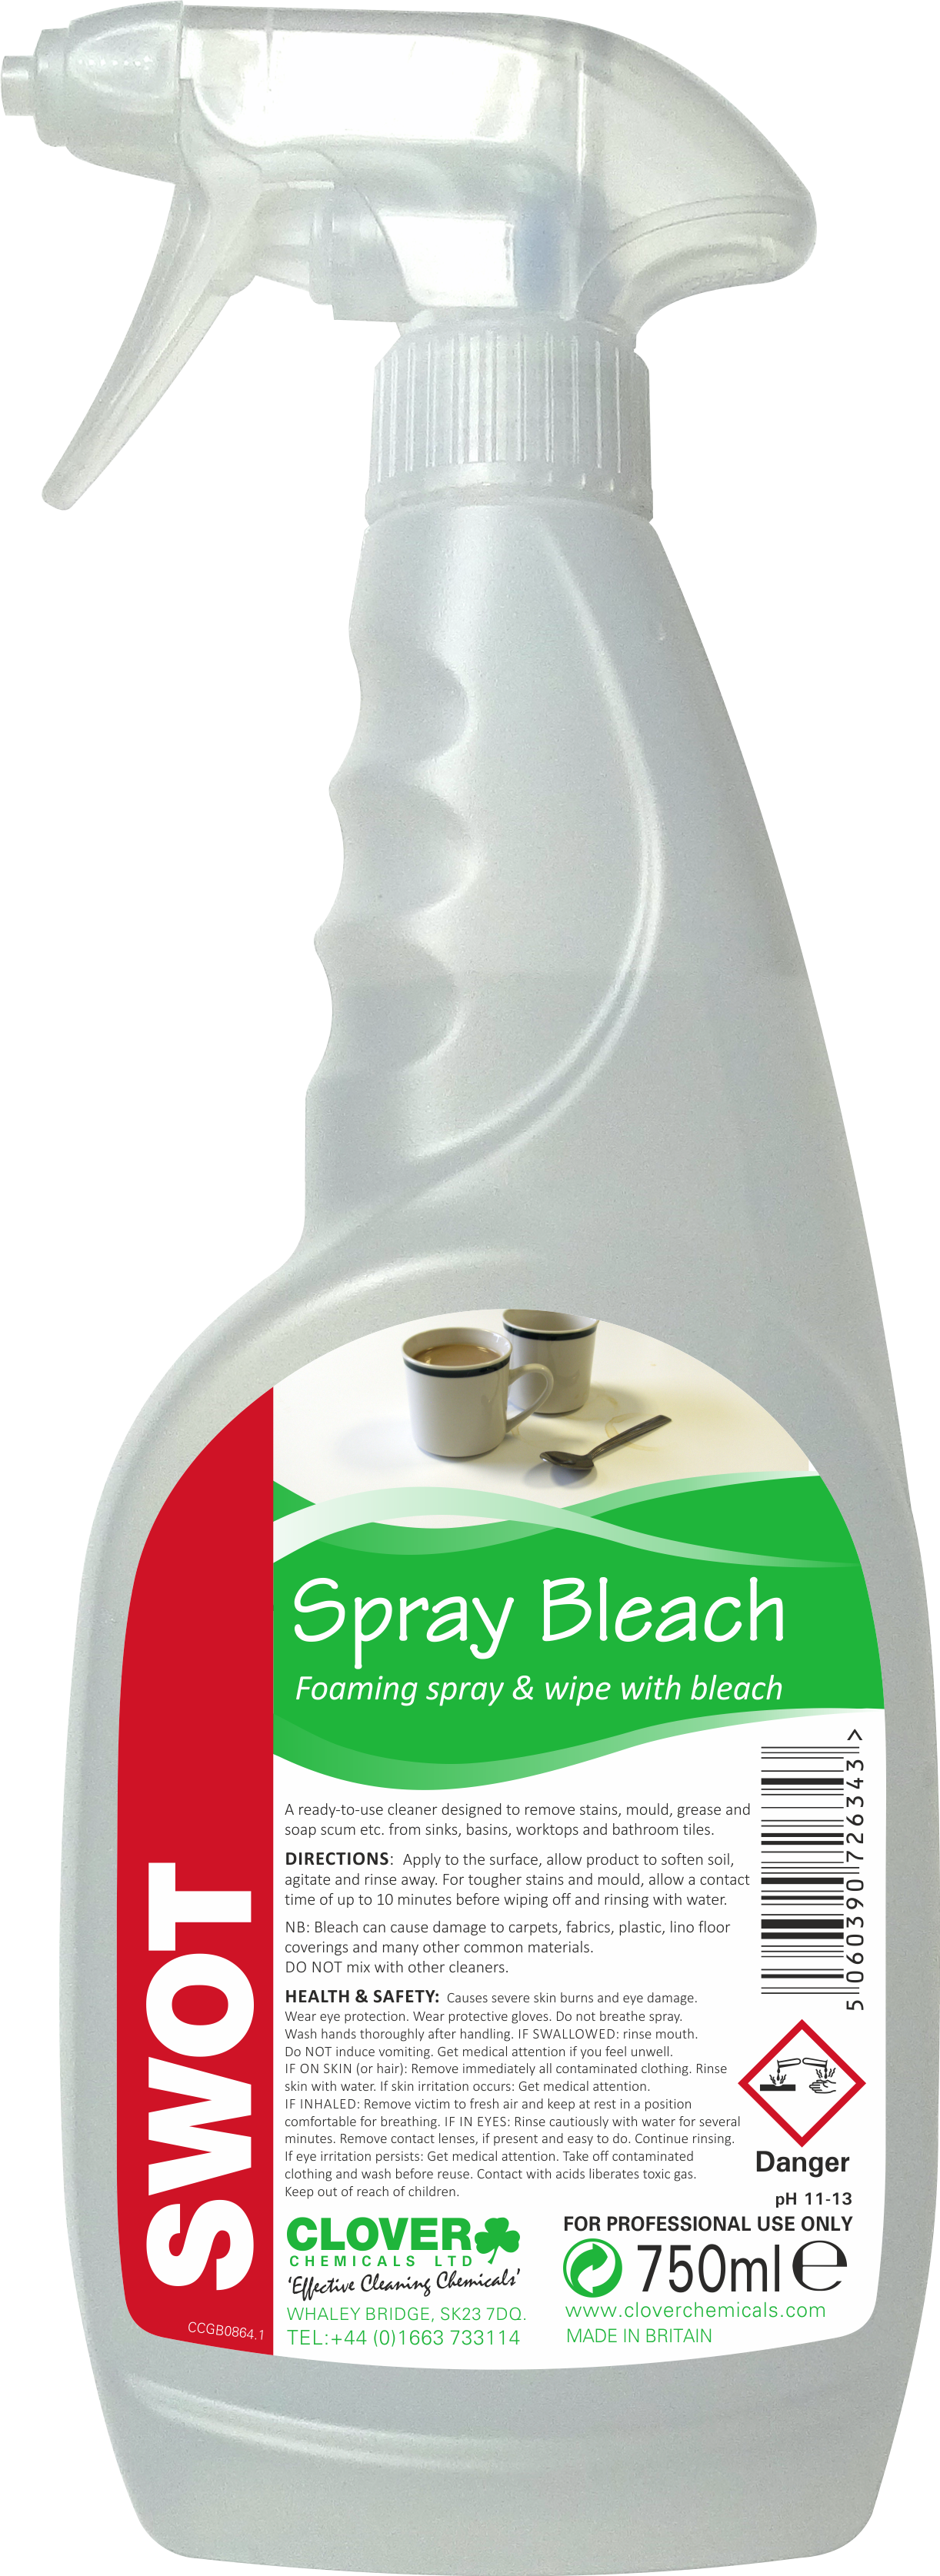 SWOT
CCGB0864.1
Spray Bleach
Foaming spray & wipe with bleach
A ready-to-use cleaner designed to remove stains, mould, grease and
soap scum etc. from sinks, basins, worktops and bathroom tiles.
DIRECTIONS: Apply to the surface, allow product to soften soil,
agitate and rinse away. For tougher stains and mould, allow a contact
time of up to 10 minutes before wiping off and rinsing with water.
NB: Bleach can cause damage to carpets, fabrics, plastic, lino floor
coverings and many other common materials.
DO NOT mix with other cleaners.
HEALTH & SAFETY: Causes severe skin burns and eye damage.
Wear eye protection. Wear protective gloves. Do not breathe spray.
Wash hands thoroughly after handling. IF SWALLOWED: rinse mouth.
Do NOT induce vomiting. Get medical attention if you feel unwell.
IF ON SKIN (or hair): Remove immediately all contaminated clothing. Rinse
skin with water. If skin irritation occurs: Get medical attention.
IF INHALED: Remove victim to fresh air and keep at rest in a position
comfortable for breathing. IF IN EYES: Rinse cautiously with water for several
minutes. Remove contact lenses, if present and easy to do. Continue rinsing.
If eye irritation persists: Get medical attention. Take off contaminated
clothing and wash before reuse. Contact with acids liberates toxic gas.
Keep out of reach of children.
5 060390 726343 >
Danger
pH 11-13
FOR PROFESSIONAL USE ONLY
750ml e
www.cloverchemicals.com
MADE IN BRITAIN
CLOVER
CHEMICALS LTD
'Effective Cleaning Chemicals'
WHALEY BRIDGE, SK23 7DQ.
TEL:+44 (0)1663 733114